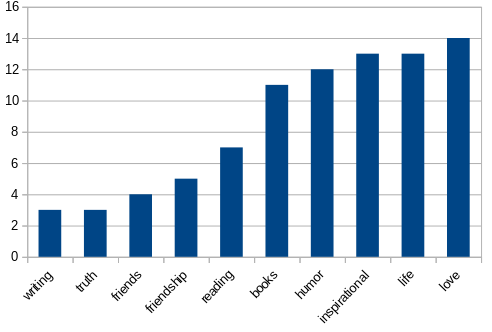 16
14
12
10
8
6
4
2
0
writing
truth
friends
friendship
reading
books
humor
inspirational
life
love